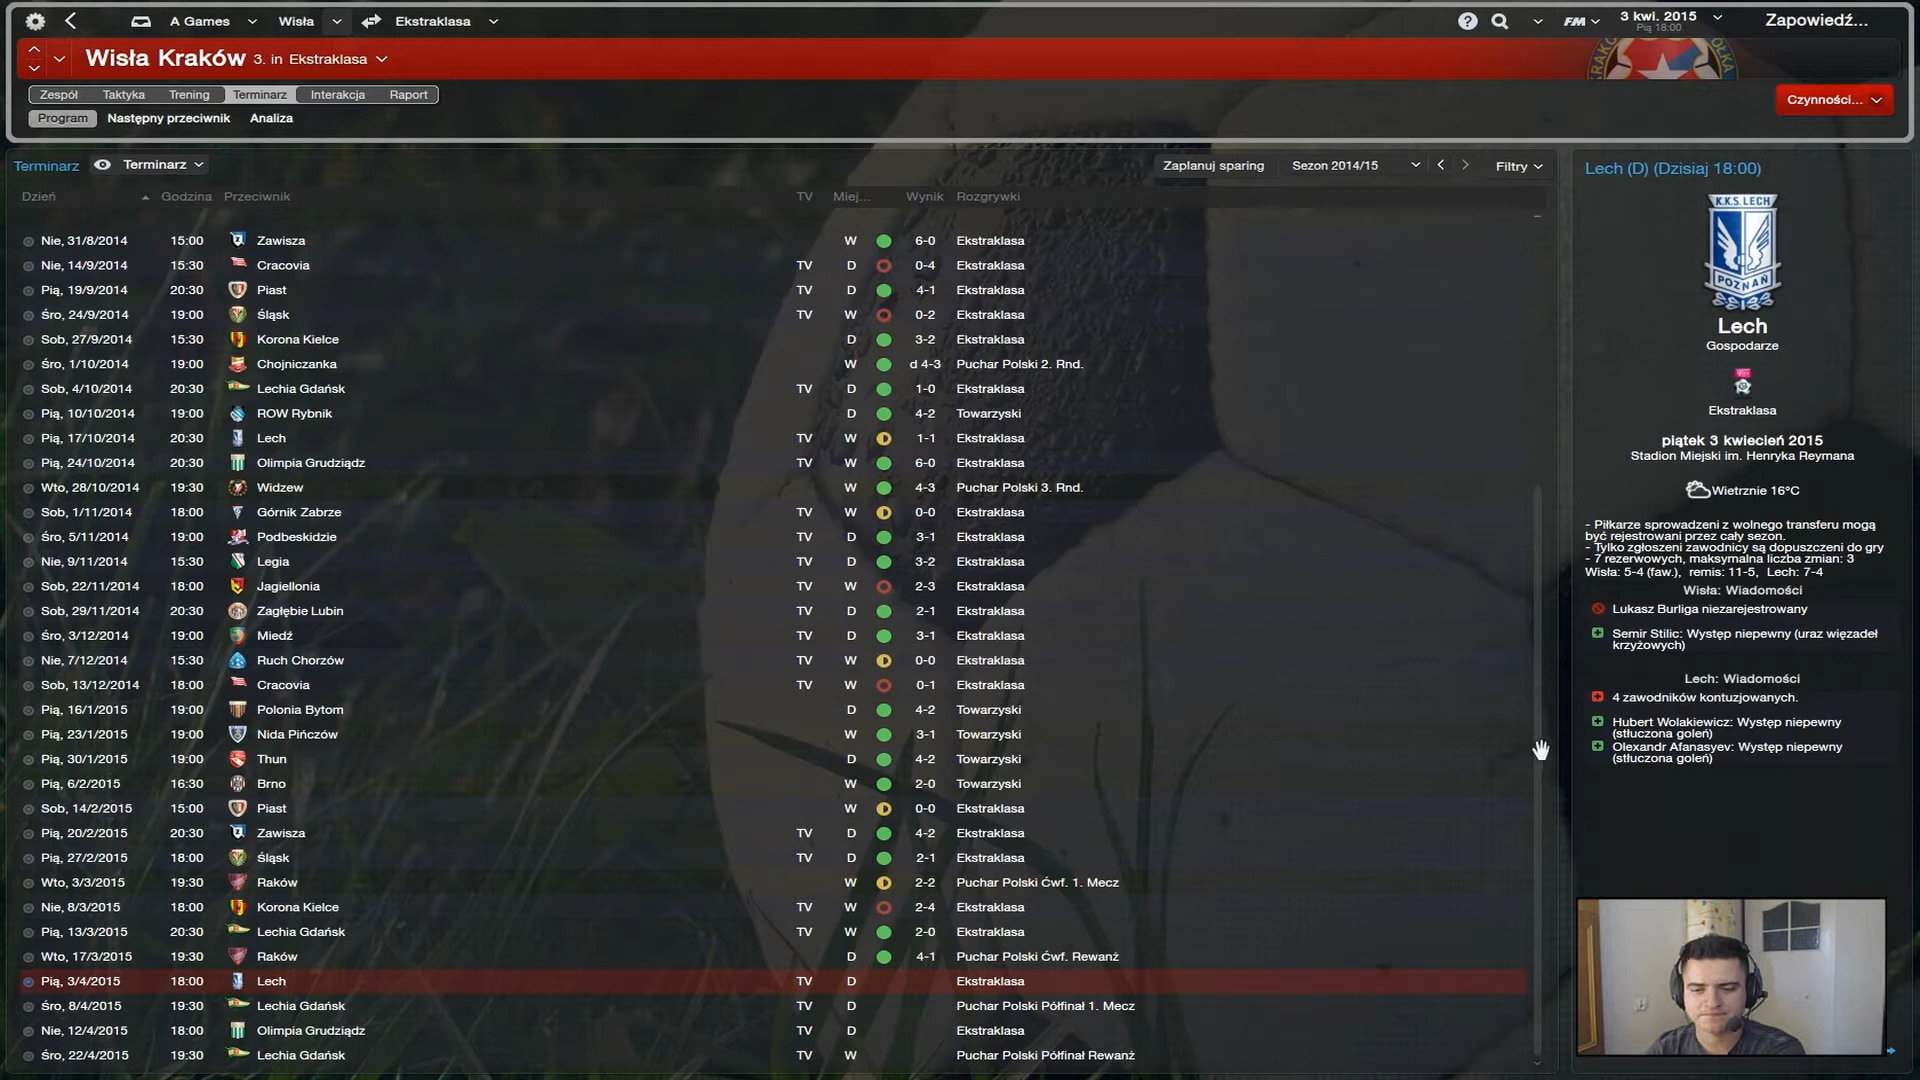 A Games
Wisła
Ekstraklasa
FM
3 kwi. 2015
Pią 18:00
Zapowiedź...
Wisła Kraków 3. in Ekstraklasa
Zespół Taktyka Trening Terminarz Interakcja Raport
Czynności...
Program Następny przeciwnik Analiza
Terminarz Terminarz
Zaplanuj sparing Sezon 2014/15 Filtry
Dzień Godzina Przeciwnik TV Miej... Wynik Rozgrywki
Nie, 31/8/2014 15:00 Zawisza W 6-0 Ekstraklasa
Nie, 14/9/2014 15:30 Cracovia TV D 0-4 Ekstraklasa
Pią, 19/9/2014 20:30 Piast TV D 4-1 Ekstraklasa
Śro, 24/9/2014 19:00 Śląsk TV W 0-2 Ekstraklasa
Sob, 27/9/2014 15:30 Korona Kielce D 3-2 Ekstraklasa
Śro, 1/10/2014 19:00 Chojniczanka W d 4-3 Puchar Polski 2. Rnd.
Sob, 4/10/2014 20:30 Lechia Gdańsk TV D 1-0 Ekstraklasa
Pią, 10/10/2014 19:00 ROW Rybnik D 4-2 Towarzyski
Pią, 17/10/2014 20:30 Lech TV W 1-1 Ekstraklasa
Pią, 24/10/2014 20:30 Olimpia Grudziądz TV W 6-0 Ekstraklasa
Wto, 28/10/2014 19:30 Widzew W 4-3 Puchar Polski 3. Rnd.
Sob, 1/11/2014 18:00 Górnik Zabrze TV W 0-0 Ekstraklasa
Śro, 5/11/2014 19:00 Podbeskidzie TV D 3-1 Ekstraklasa
Nie, 9/11/2014 15:30 Legia TV D 3-2 Ekstraklasa
Sob, 22/11/2014 18:00 Jagiellonia TV W 2-3 Ekstraklasa
Sob, 29/11/2014 20:30 Zagłębie Lubin TV D 2-1 Ekstraklasa
Śro, 3/12/2014 19:00 Miedź TV D 3-1 Ekstraklasa
Nie, 7/12/2014 15:30 Ruch Chorzów TV W 0-0 Ekstraklasa
Sob, 13/12/2014 18:00 Cracovia TV W 0-1 Ekstraklasa
Pią, 16/1/2015 19:00 Polonia Bytom D 4-2 Towarzyski
Pią, 23/1/2015 19:00 Nida Pińczów W 3-1 Towarzyski
Pią, 30/1/2015 19:00 Thun D 4-2 Towarzyski
Pią, 6/2/2015 16:30 Brno W 2-0 Towarzyski
Sob, 14/2/2015 15:00 Piast W 0-0 Ekstraklasa
Pią, 20/2/2015 20:30 Zawisza TV D 4-2 Ekstraklasa
Pią, 27/2/2015 18:00 Śląsk TV D 2-1 Ekstraklasa
Wto, 3/3/2015 19:30 Raków W 2-2 Puchar Polski Ćwf. 1. Mecz
Nie, 8/3/2015 18:00 Korona Kielce TV W 2-4 Ekstraklasa
Pią, 13/3/2015 20:30 Lechia Gdańsk TV W 2-0 Ekstraklasa
Wto, 17/3/2015 19:30 Raków D 4-1 Puchar Polski Ćwf. Rewanż
Pią, 3/4/2015 18:00 Lech TV D Ekstraklasa
Śro, 8/4/2015 19:30 Lechia Gdańsk TV D Puchar Polski Półfinał 1. Mecz
Nie, 12/4/2015 18:00 Olimpia Grudziądz TV D Ekstraklasa
Śro, 22/4/2015 19:30 Lechia Gdańsk TV W Puchar Polski Półfinał Rewanż
Lech (D) (Dzisiaj 18:00)
K.K.S. LECH
POZNAŃ
Lech
Gospodarze
Ekstraklasa
piątek 3 kwiecień 2015
Stadion Miejski im. Henryka Reymana
Wietrznie 16°C
- Piłkarze sprowadzeni z wolnego transferu mogą
być rejestrowani przez cały sezon.
- Tylko zgłoszeni zawodnicy są dopuszczeni do gry
- 7 rezerwowych, maksymalna liczba zmian: 3
Wisła: 5-4 (faw.), remis: 11-5, Lech: 7-4
Wisła: Wiadomości
Lukasz Burliga niezarejestrowany
Semir Stilic: Występ niepewny (uraz więzadeł
krzyżowych)
Lech: Wiadomości
4 zawodników kontuzjowanych.
Hubert Wolakiewicz: Występ niepewny
(stłuczona goleń)
Olexandr Afanasyev: Występ niepewny
(stłuczona goleń)